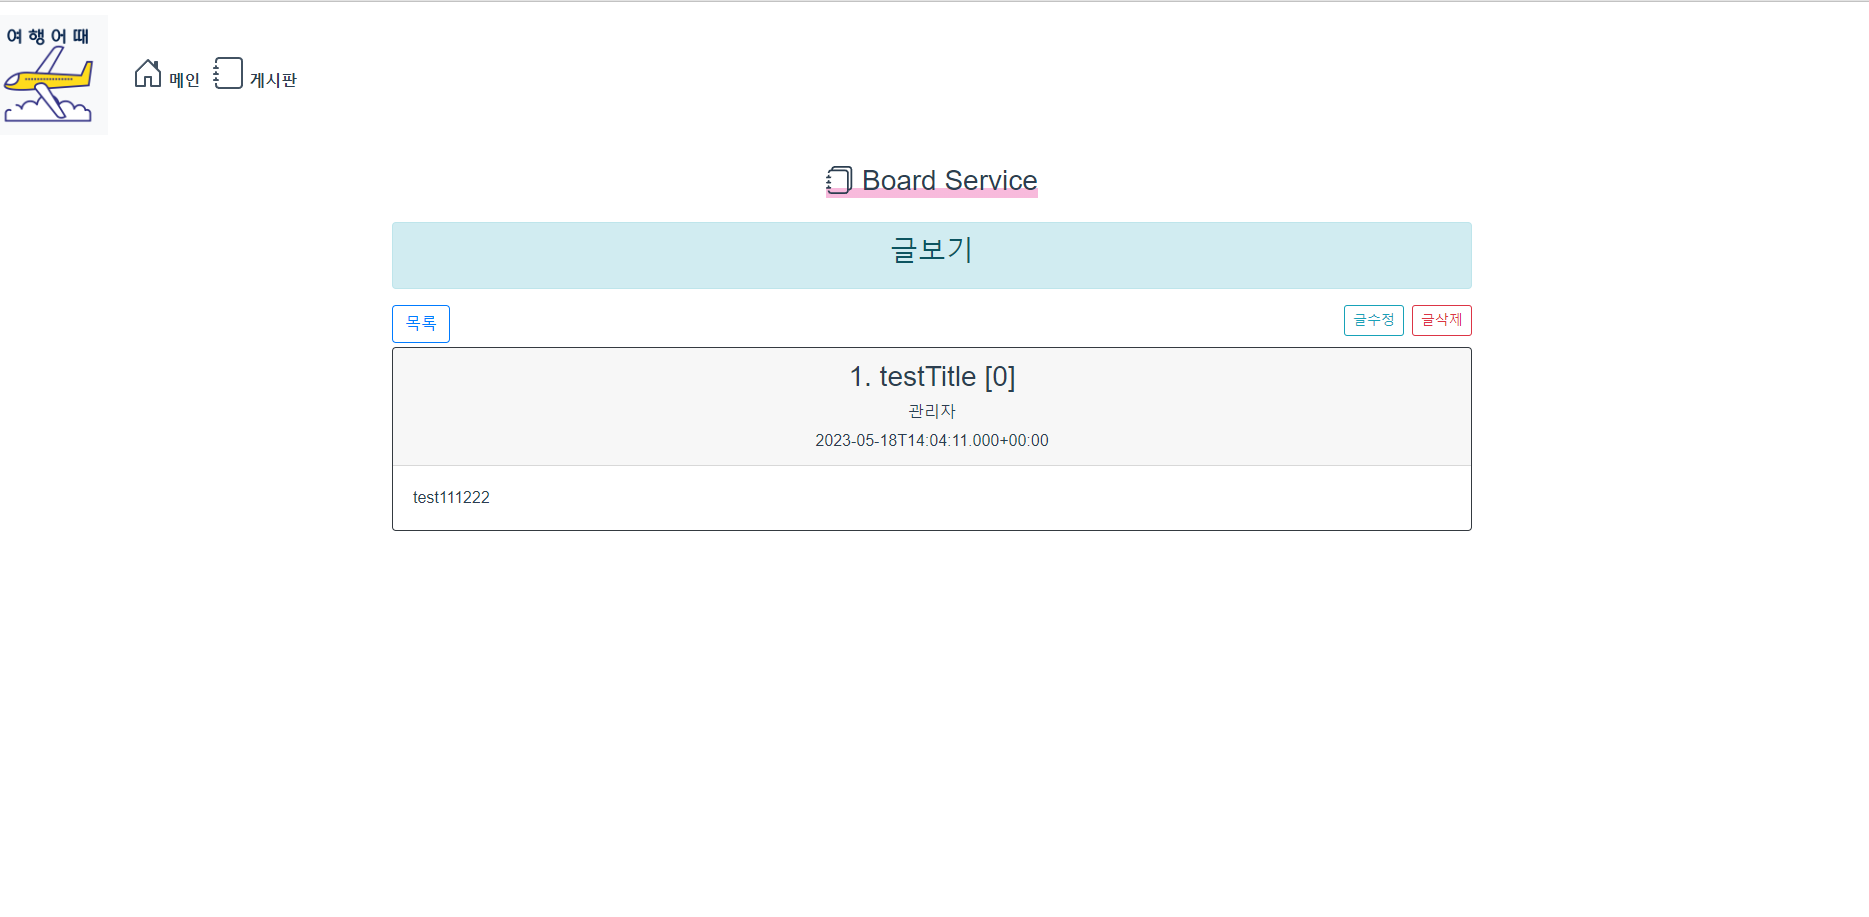 여행어때
메인 게시판
Board Service
글보기
목록 글수정 글삭제
1. testTitle [0]
관리자
2023-05-18T14:04:11.000+00:00
test111222